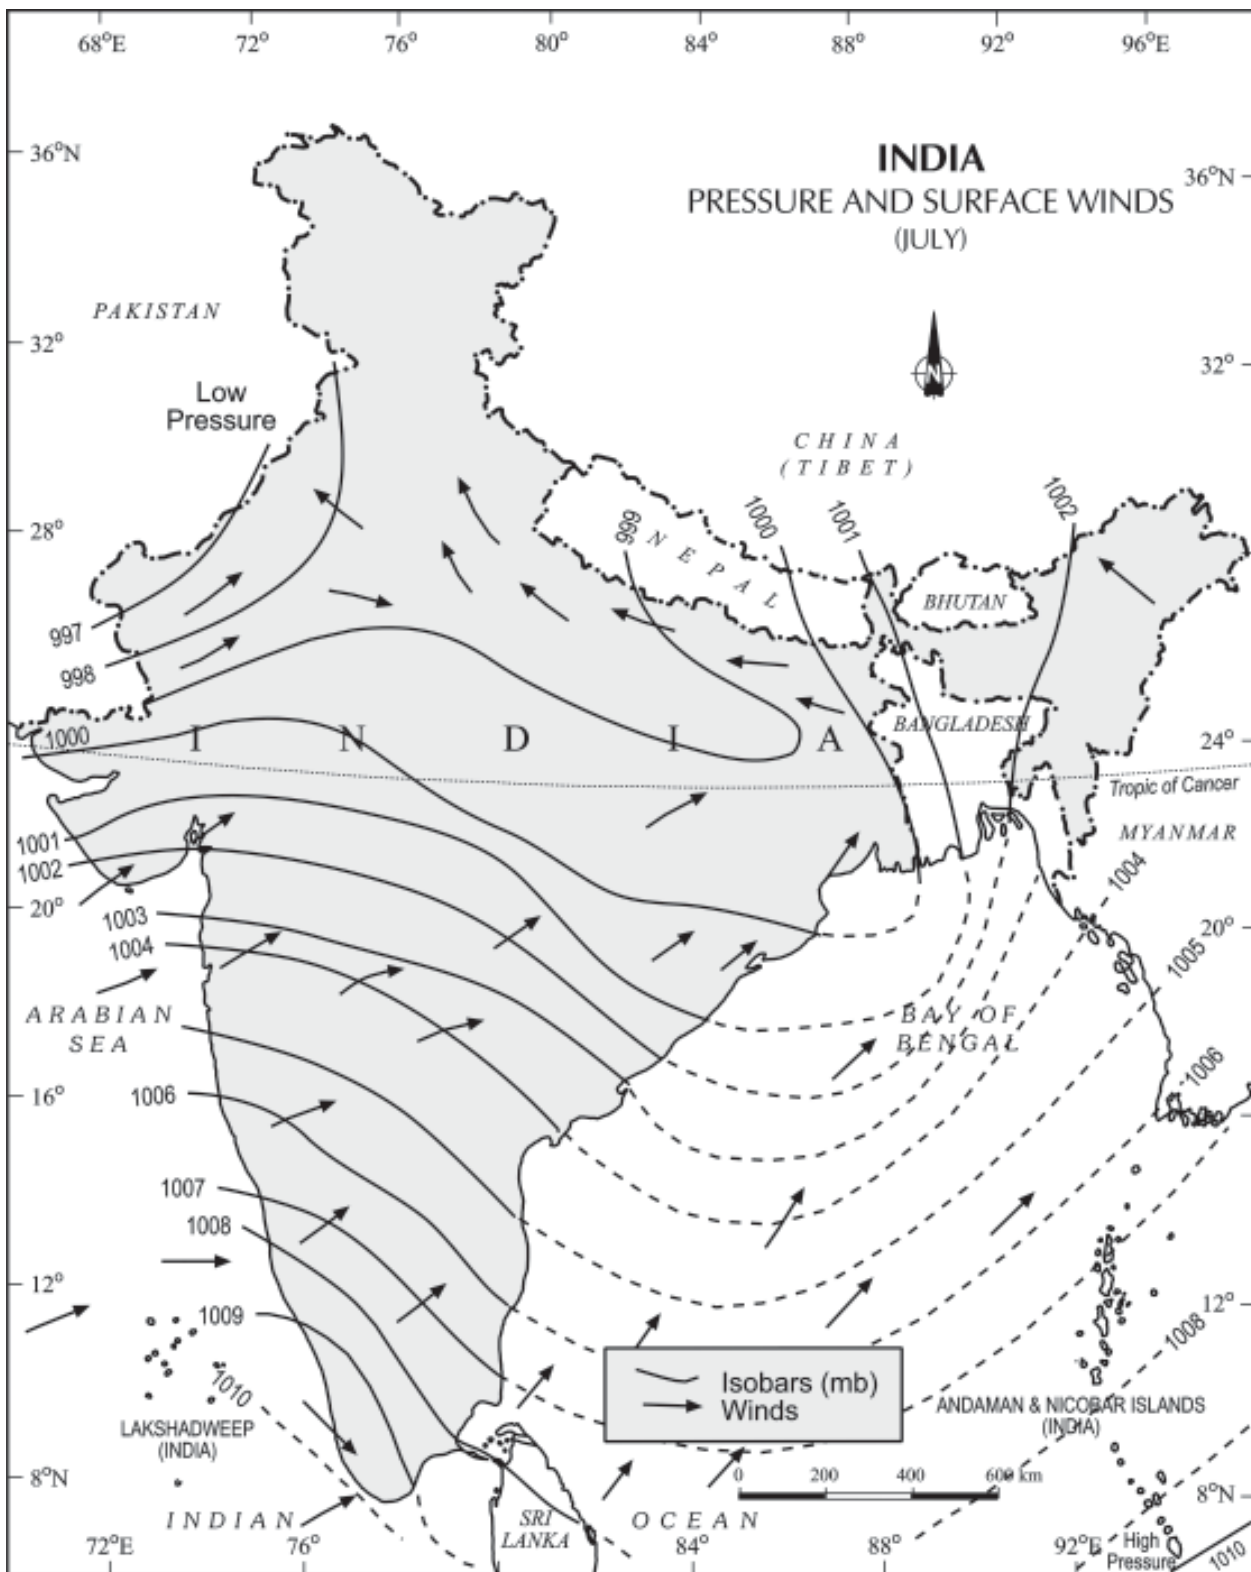 68°E 72° 76° 80° 84° 88° 92° 96°E
INDIA
PRESSURE AND SURFACE WINDS
(JULY)
36°N
36°N
PAKISTAN
32°
32°
N
Low
Pressure
CHINA
(TIBET)
1000
1001
1002
999
NEPAL
28°
28°
BHUTAN
997
998
BANGLADESH
1000
I N D I A
24°
Tropic of Cancer
MYANMAR
1001
1002
1004
20°
1003
20°
1004
1005
ARABIAN
SEA
BAY OF
BENGAL
1006
16°
1006
1007
1008
12°
12°
1009
1008
1010
Isobars (mb)
Winds
LAKSHADWEEP
(INDIA)
ANDAMAN & NICOBAR ISLANDS
(INDIA)
8°N
0 200 400 600 km
8°N
INDIAN
SRI
LANKA
OCEAN
High
Pressure
1010
72°E 76° 84° 88° 92°E